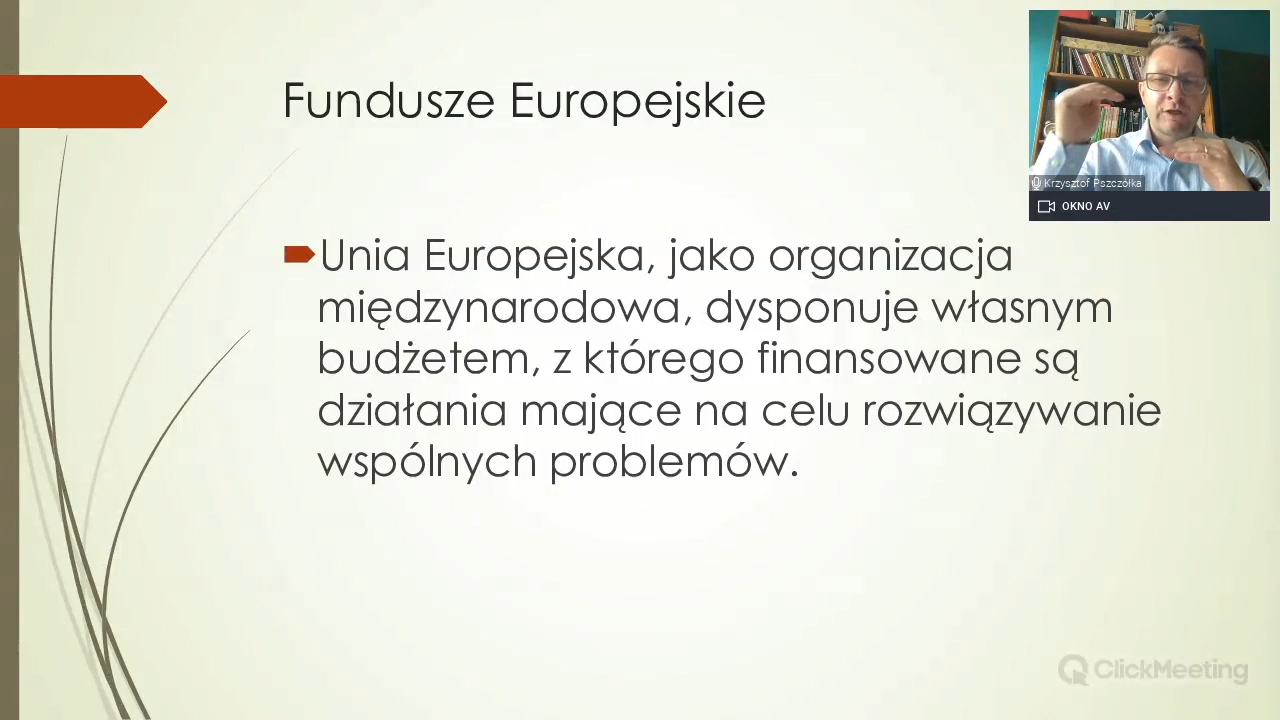 Fundusze Europejskie
Krzysztof Pszczółka
OKNO AV
Unia Europejska, jako organizacja
międzynarodowa, dysponuje własnym
budżetem, z którego finansowane są
działania mające na celu rozwiązywanie
wspólnych problemów.
ClickMeeting